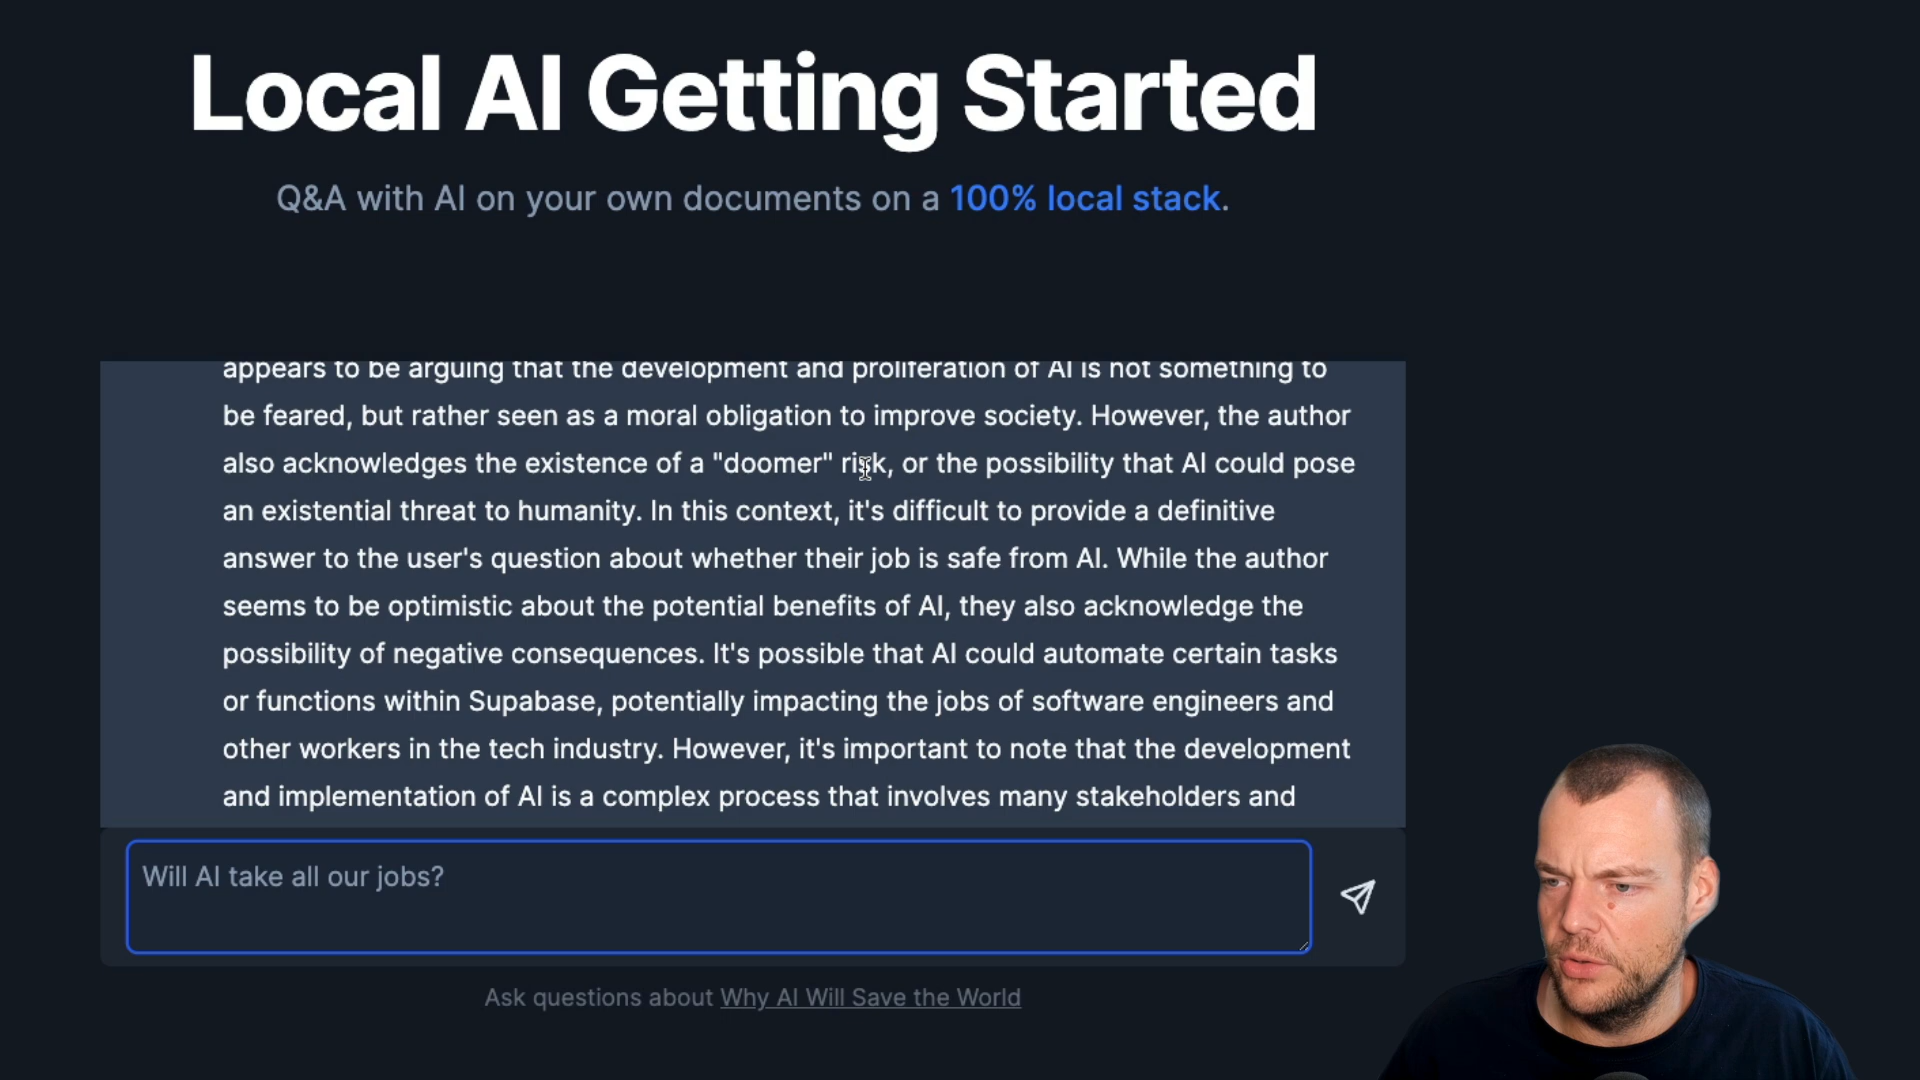 Local AI Getting Started
Q&A with AI on your own documents on a 100% local stack.
appears to be arguing that the development and proliferation of AI is not something to
be feared, but rather seen as a moral obligation to improve society. However, the author
also acknowledges the existence of a "doomer" risk, or the possibility that AI could pose
an existential threat to humanity. In this context, it's difficult to provide a definitive
answer to the user's question about whether their job is safe from AI. While the author
seems to be optimistic about the potential benefits of AI, they also acknowledge the
possibility of negative consequences. It's possible that AI could automate certain tasks
or functions within Supabase, potentially impacting the jobs of software engineers and
other workers in the tech industry. However, it's important to note that the development
and implementation of AI is a complex process that involves many stakeholders and
Will AI take all our jobs?
Ask questions about Why AI Will Save the World